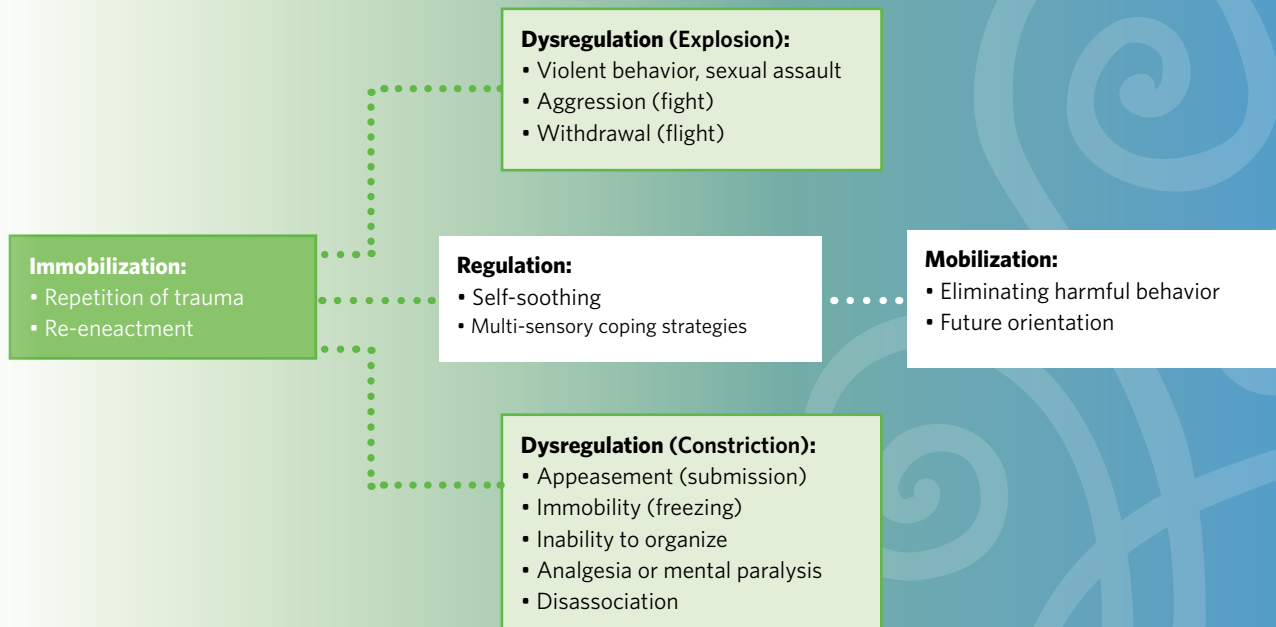 Dysregulation (Explosion):
• Violent behavior, sexual assault
• Aggression (fight)
• Withdrawal (flight)
Immobilization:
• Repetition of trauma
• Re-eneactment
Regulation:
• Self-soothing
• Multi-sensory coping strategies
Mobilization:
• Eliminating harmful behavior
• Future orientation
Dysregulation (Constriction):
• Appeasement (submission)
• Immobility (freezing)
• Inability to organize
• Analgesia or mental paralysis
• Disassociation